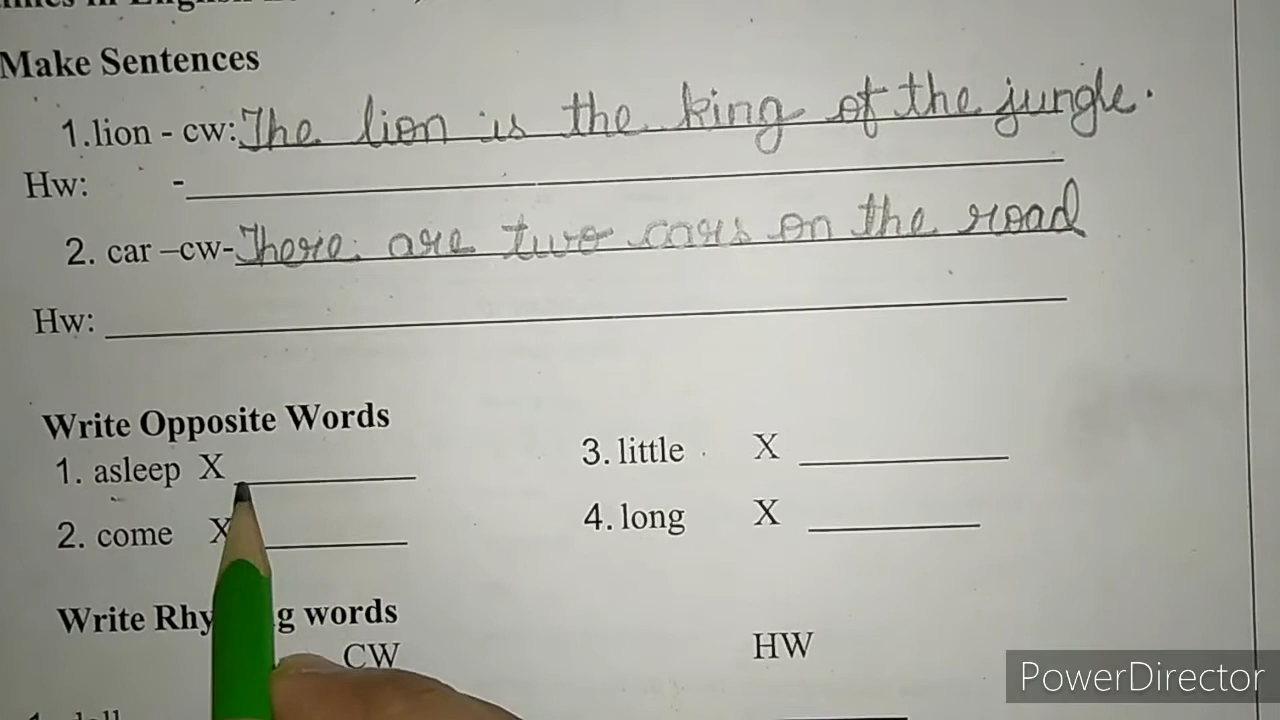 in English
Make Sentences
1.lion - cw: The lion is the king of the jungle.
Hw: -
2. car –cw- There are two cars on the road
Hw:
Write Opposite Words
1. asleep X
3. little X
2. come X
4. long X
Write g words
CW
HW
PowerDirector